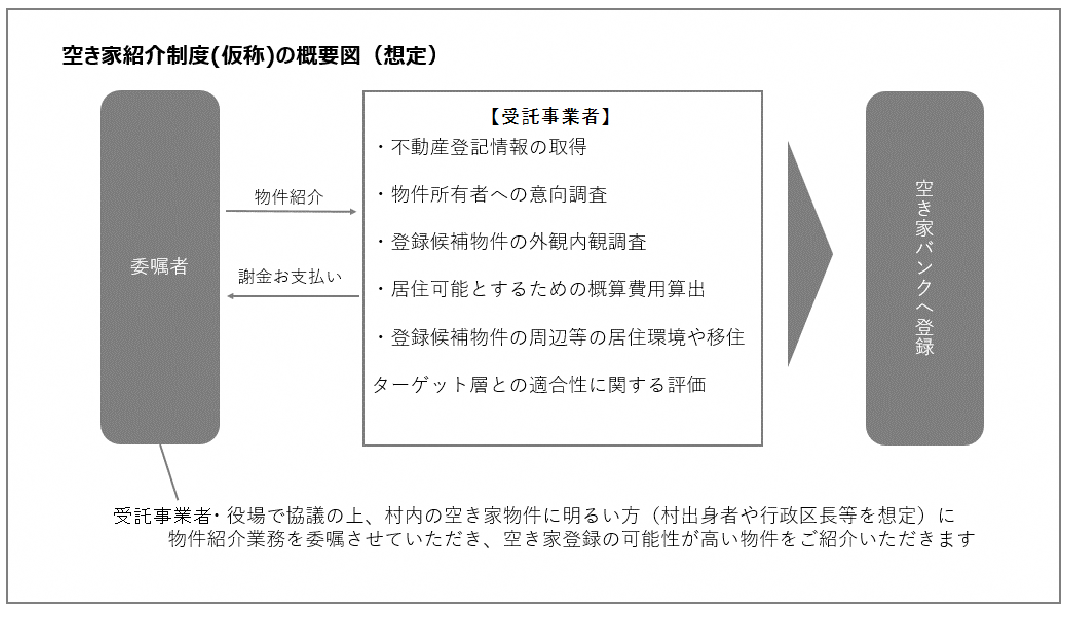 空き家紹介制度(仮称)の概要図（想定）
委嘱者
物件紹介
謝金お支払い
【受託事業者】
・不動産登記情報の取得
・物件所有者への意向調査
・登録候補物件の外観内観調査
・居住可能とするための概算費用算出
・登録候補物件の周辺等の居住環境や移住
ターゲット層との適合性に関する評価
空き家バンクへ登録
受託事業者・役場で協議の上、村内の空き家物件に明るい方（村出身者や行政区長等を想定）に
物件紹介業務を委嘱させていただき、空き家登録の可能性が高い物件をご紹介いただきます